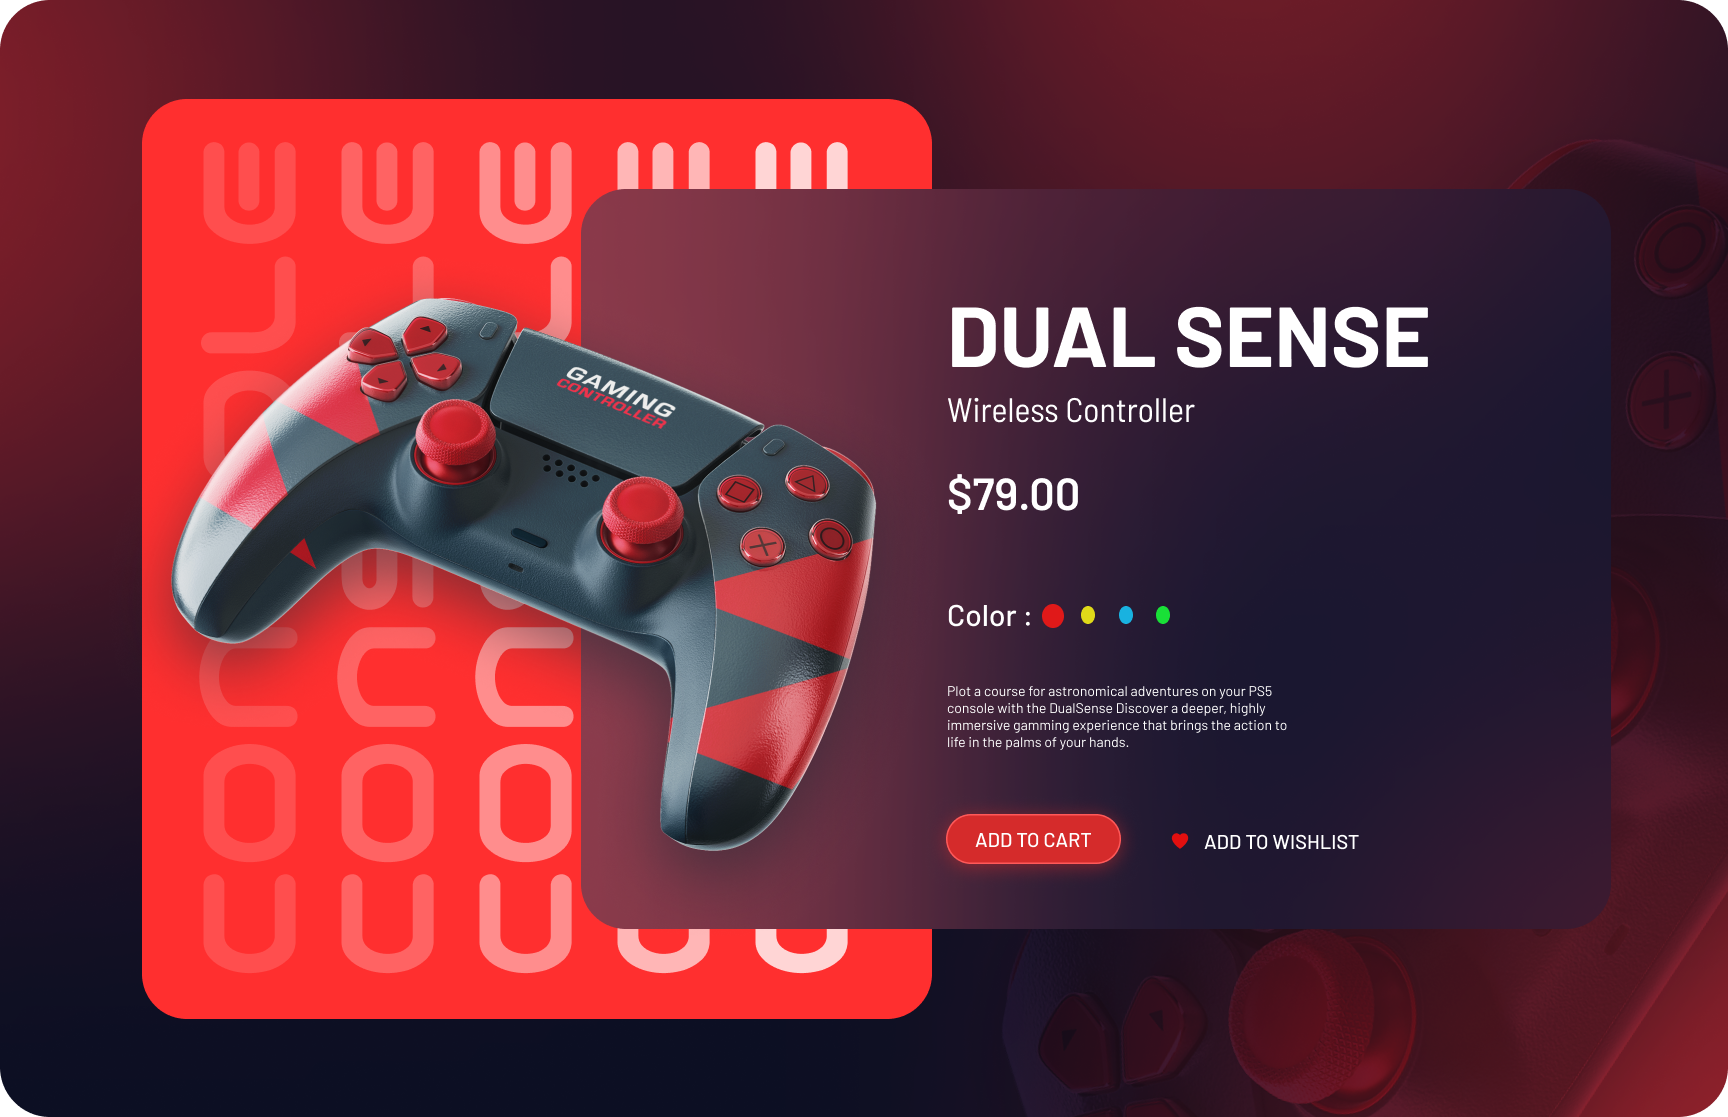 GAMING
CONTROLLER
DUAL SENSE
Wireless Controller
$79.00
Color :
Plot a course for astronomical adventures on your PS5
console with the DualSense Discover a deeper, highly
immersive gamming experience that brings the action to
life in the palms of your hands.
ADD TO CART
ADD TO WISHLIST